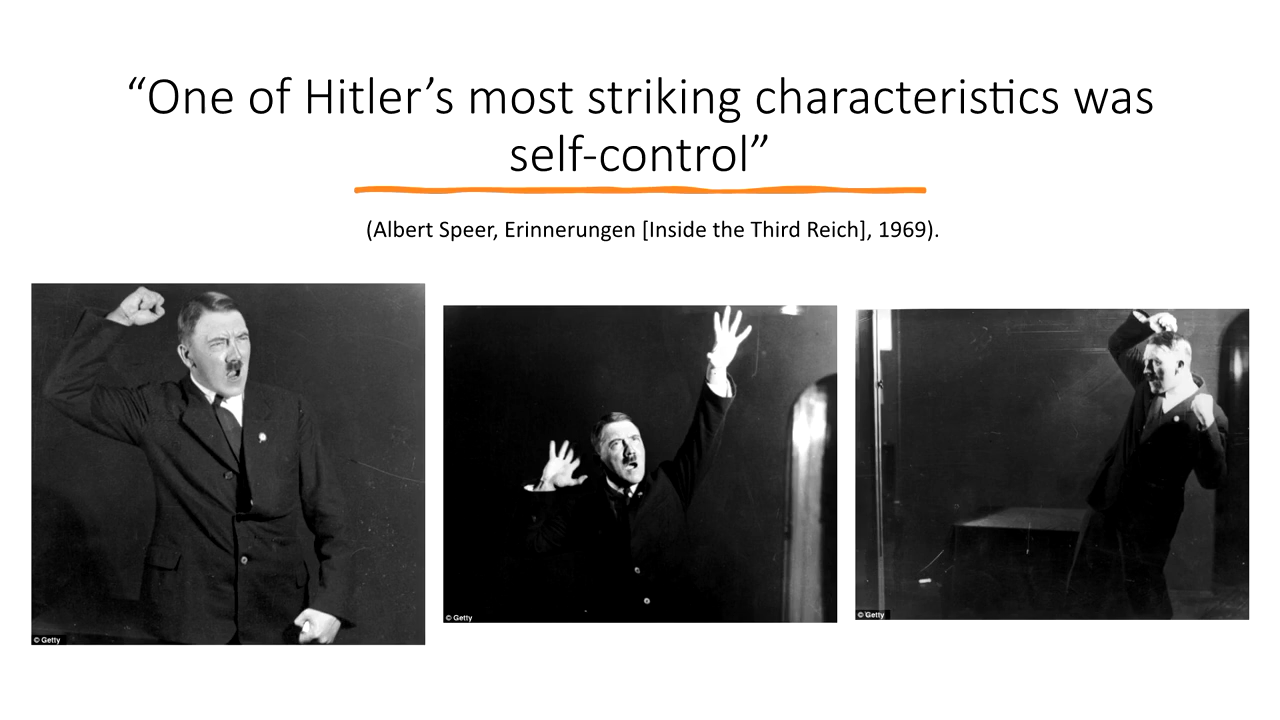 “One of Hitler’s most striking characteristics was
self-control”
(Albert Speer, Erinnerungen [Inside the Third Reich], 1969).
© Getty
© Getty
© Getty